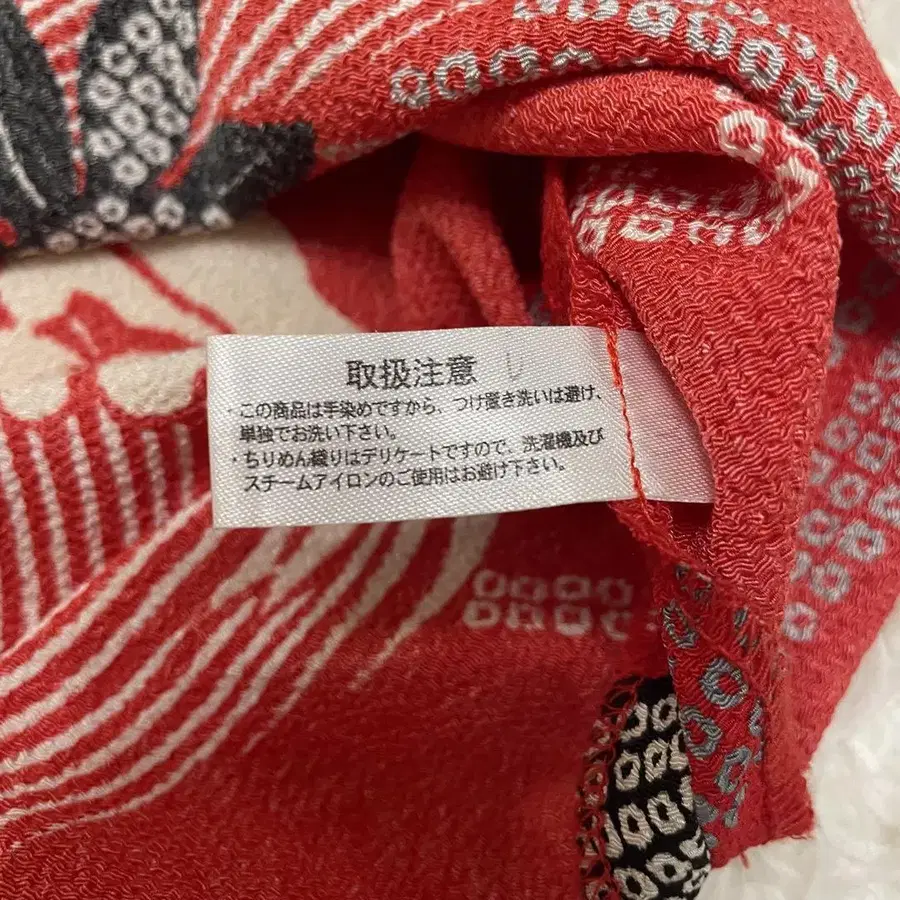 取扱注意
・この商品は手染めですから、つけ置き洗いは避け、
単独でお洗い下さい。
・ちりめん織りはデリケートですので、洗濯機及び
スチームアイロンのご使用はお避け下さい。